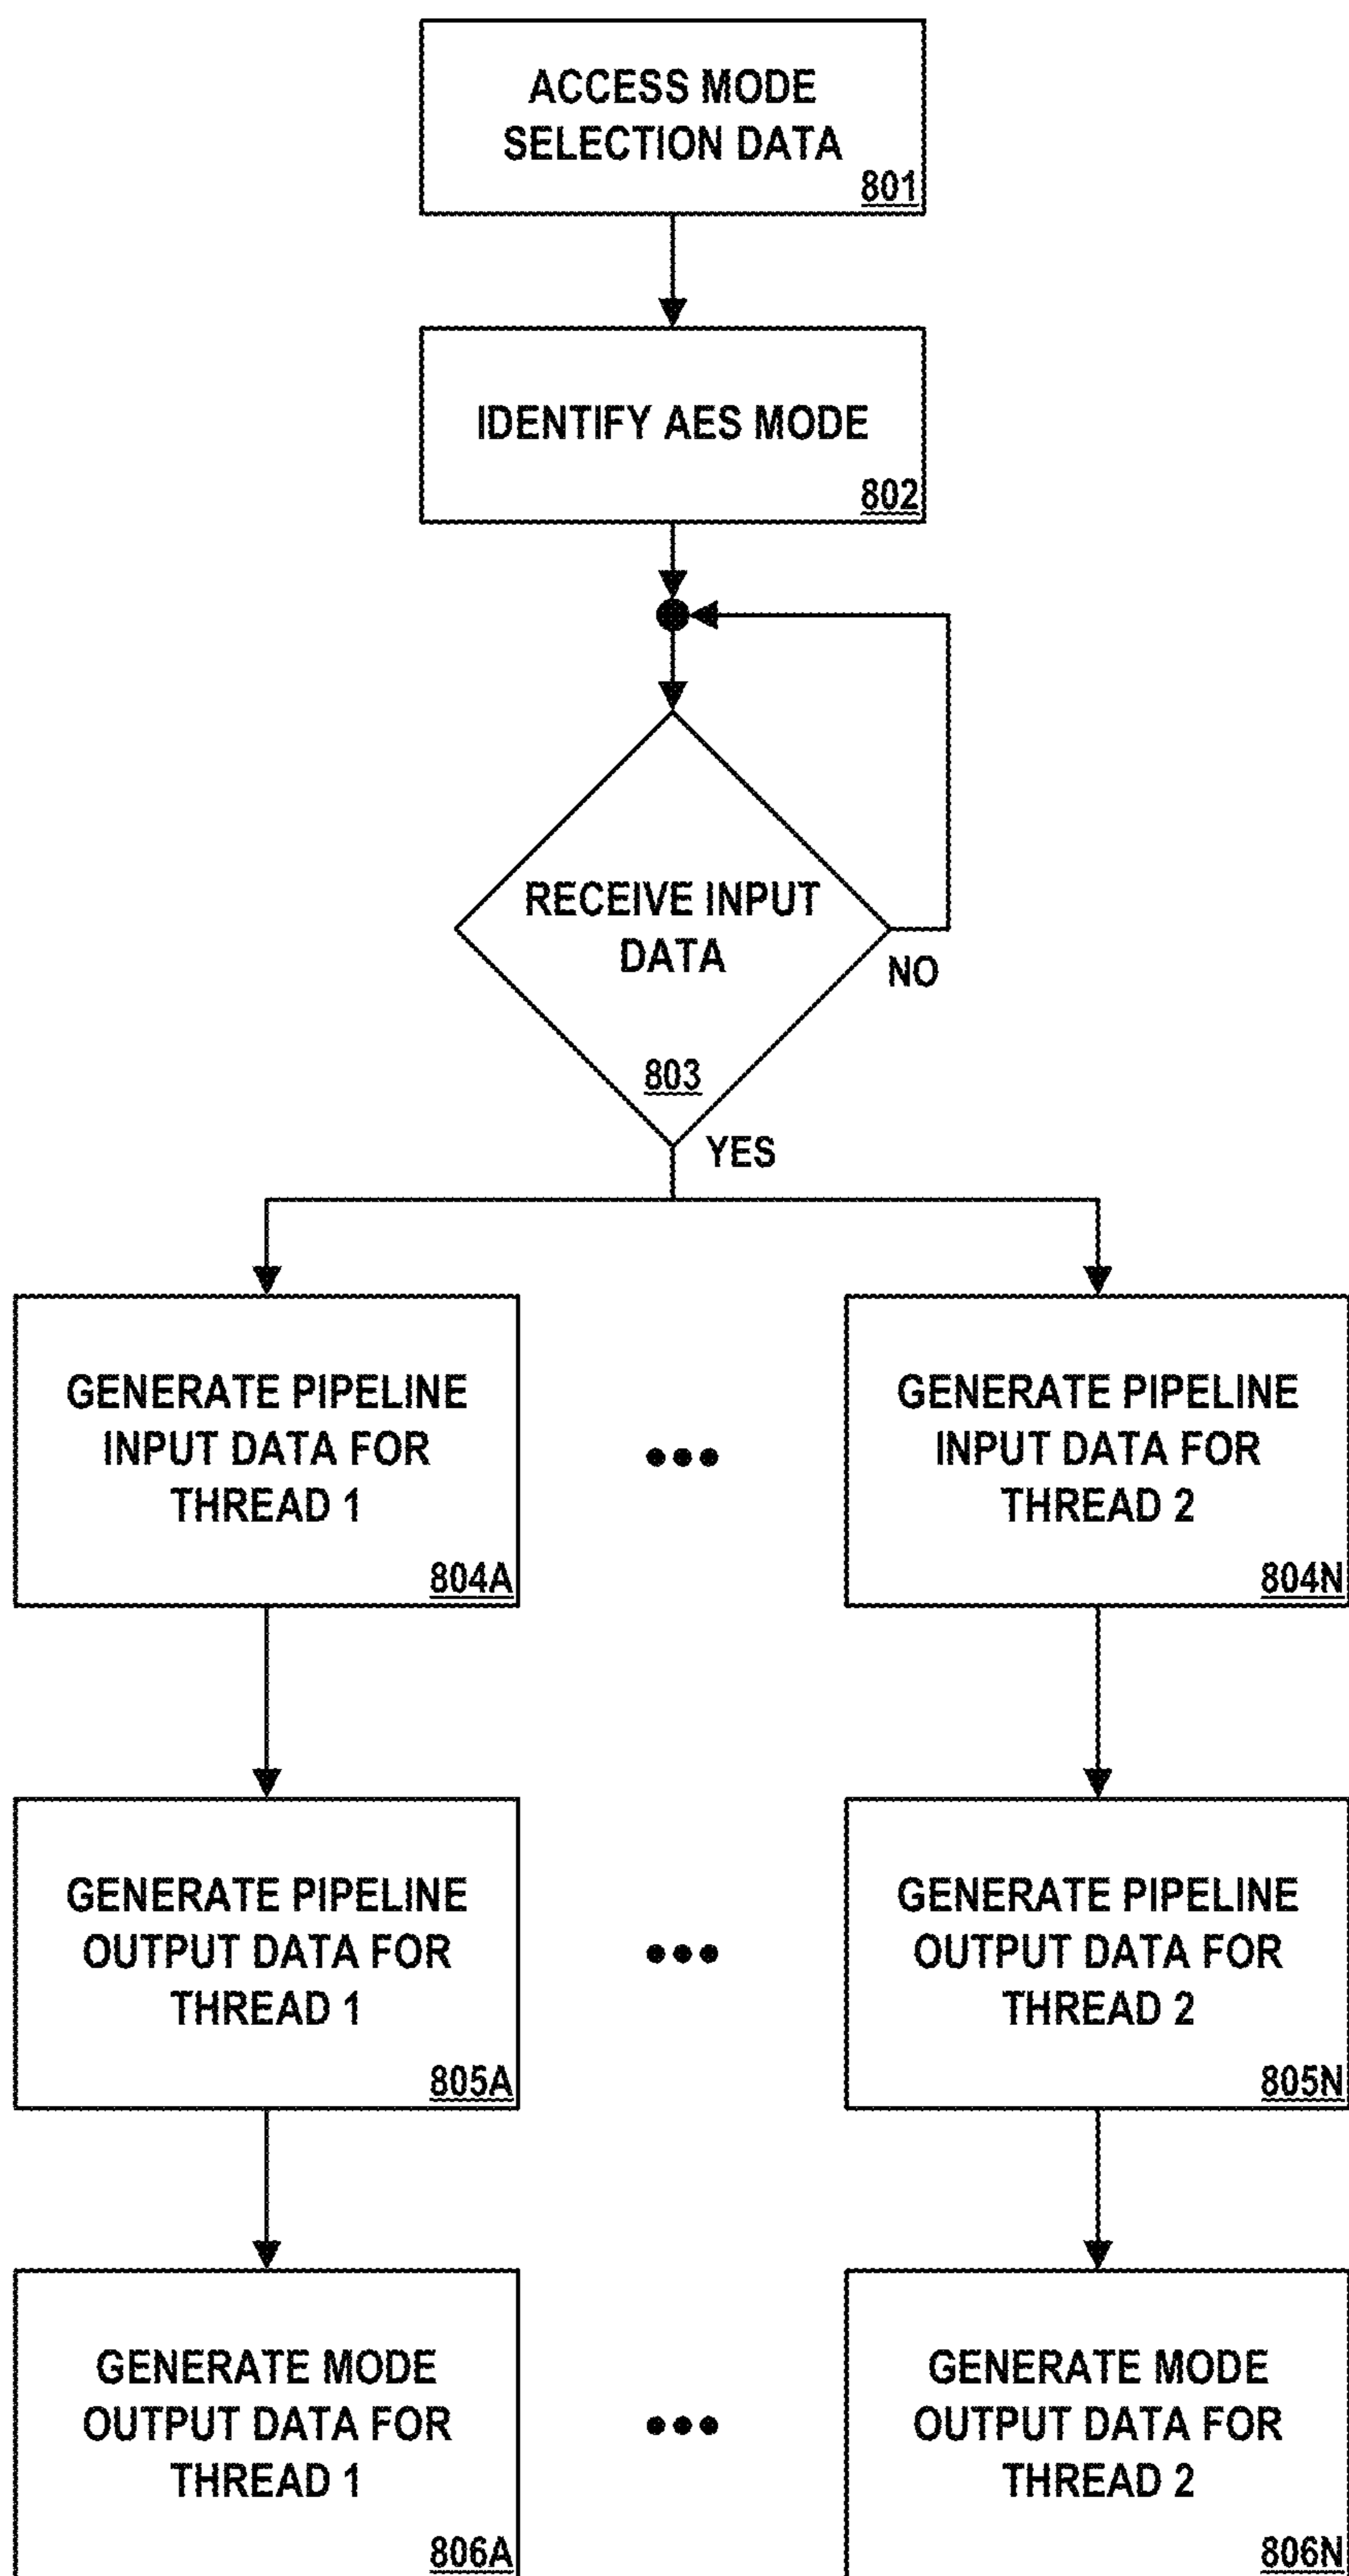 ACCESS MODE
SELECTION DATA
801
IDENTIFY AES MODE
802
RECEIVE INPUT
DATA
803
NO
YES
GENERATE PIPELINE
INPUT DATA FOR
THREAD 1
804A
GENERATE PIPELINE
INPUT DATA FOR
THREAD 2
804N
GENERATE PIPELINE
OUTPUT DATA FOR
THREAD 1
805A
GENERATE PIPELINE
OUTPUT DATA FOR
THREAD 2
805N
GENERATE MODE
OUTPUT DATA FOR
THREAD 1
806A
GENERATE MODE
OUTPUT DATA FOR
THREAD 2
806N